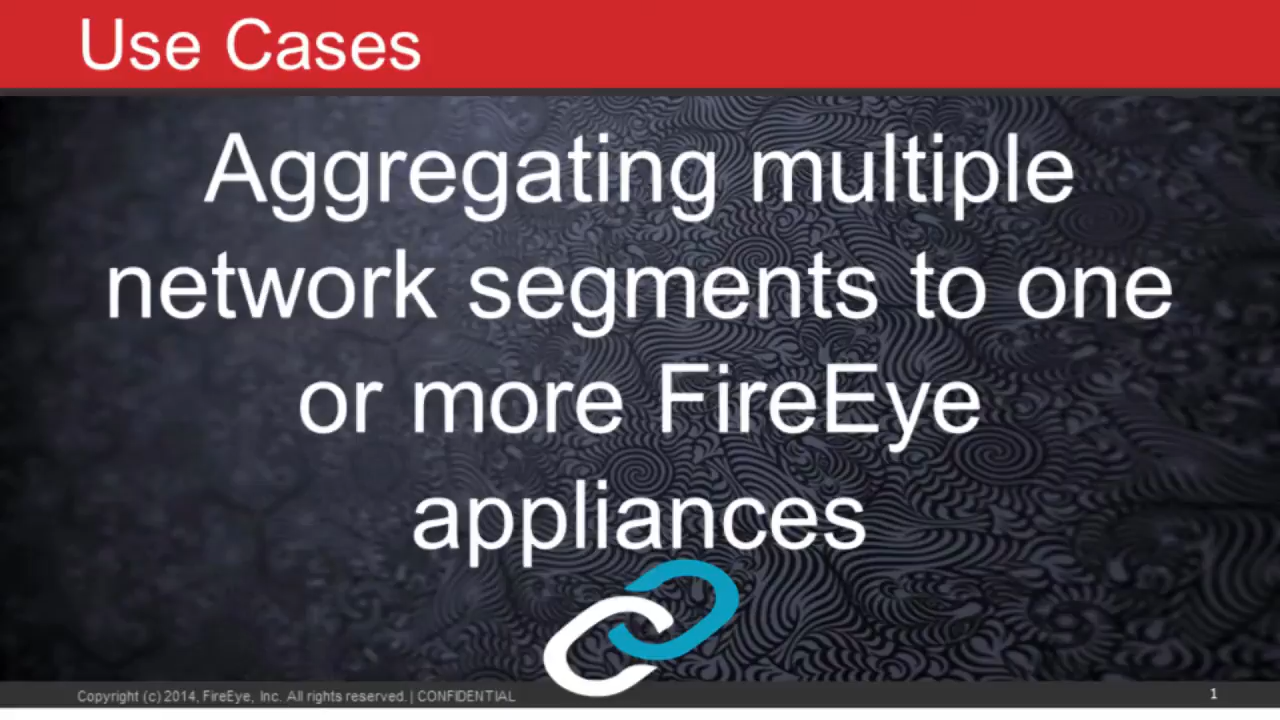 Use Cases
Aggregating multiple
network segments to one
or more FireEye
appliances
Copyright (c) 2014, FireEye, Inc. All rights reserved. | CONFIDENTIAL
1